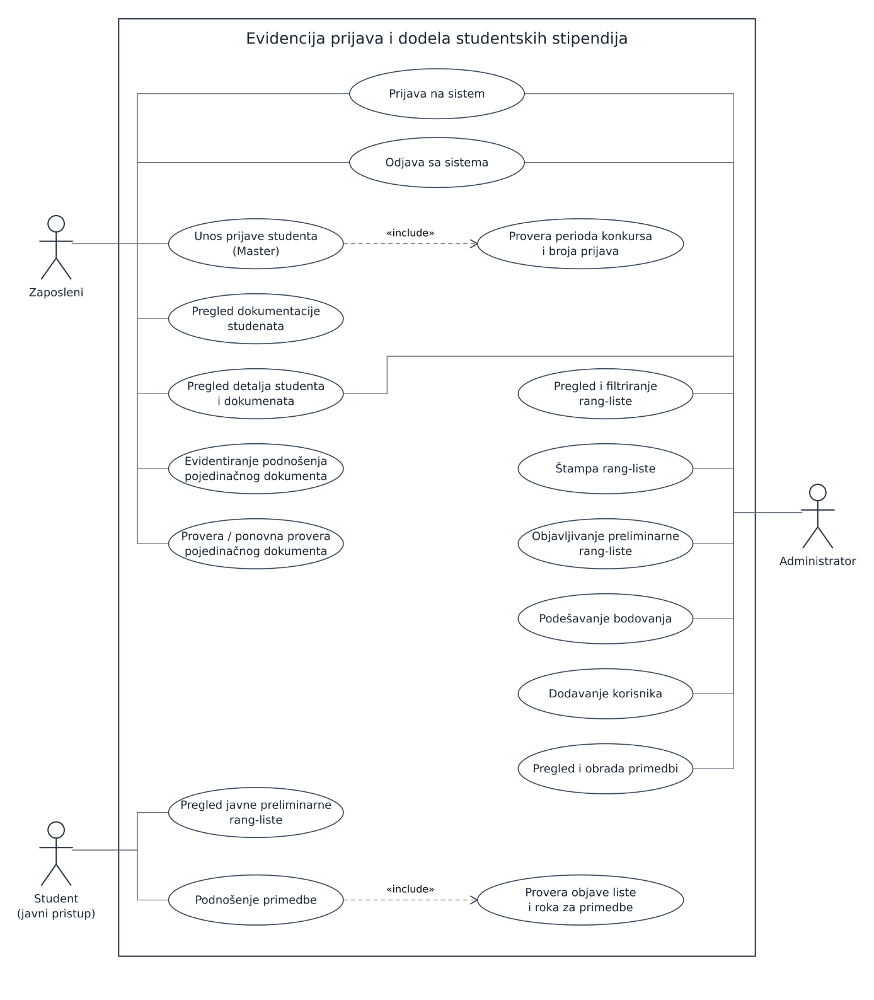 Evidencija prijava i dodela studentskih stipendija
Prijava na sistem
Odjava sa sistema
Unos prijave studenta
(Master)
«include»
Provera perioda konkursa
i broja prijava
Zaposleni
Pregled dokumentacije
studenata
Pregled detalja studenta
i dokumenata
Pregled i filtriranje
rang-liste
Evidentiranje podnošenja
pojedinačnog dokumenta
Štampa rang-liste
Provera / ponovna provera
pojedinačnog dokumenta
Objavljivanje preliminarne
rang-liste
Administrator
Podešavanje bodovanja
Dodavanje korisnika
Pregled i obrada primedbi
Pregled javne preliminarne
rang-liste
Student
(javni pristup)
Podnošenje primedbe
«include»
Provera objave liste
i roka za primedbe